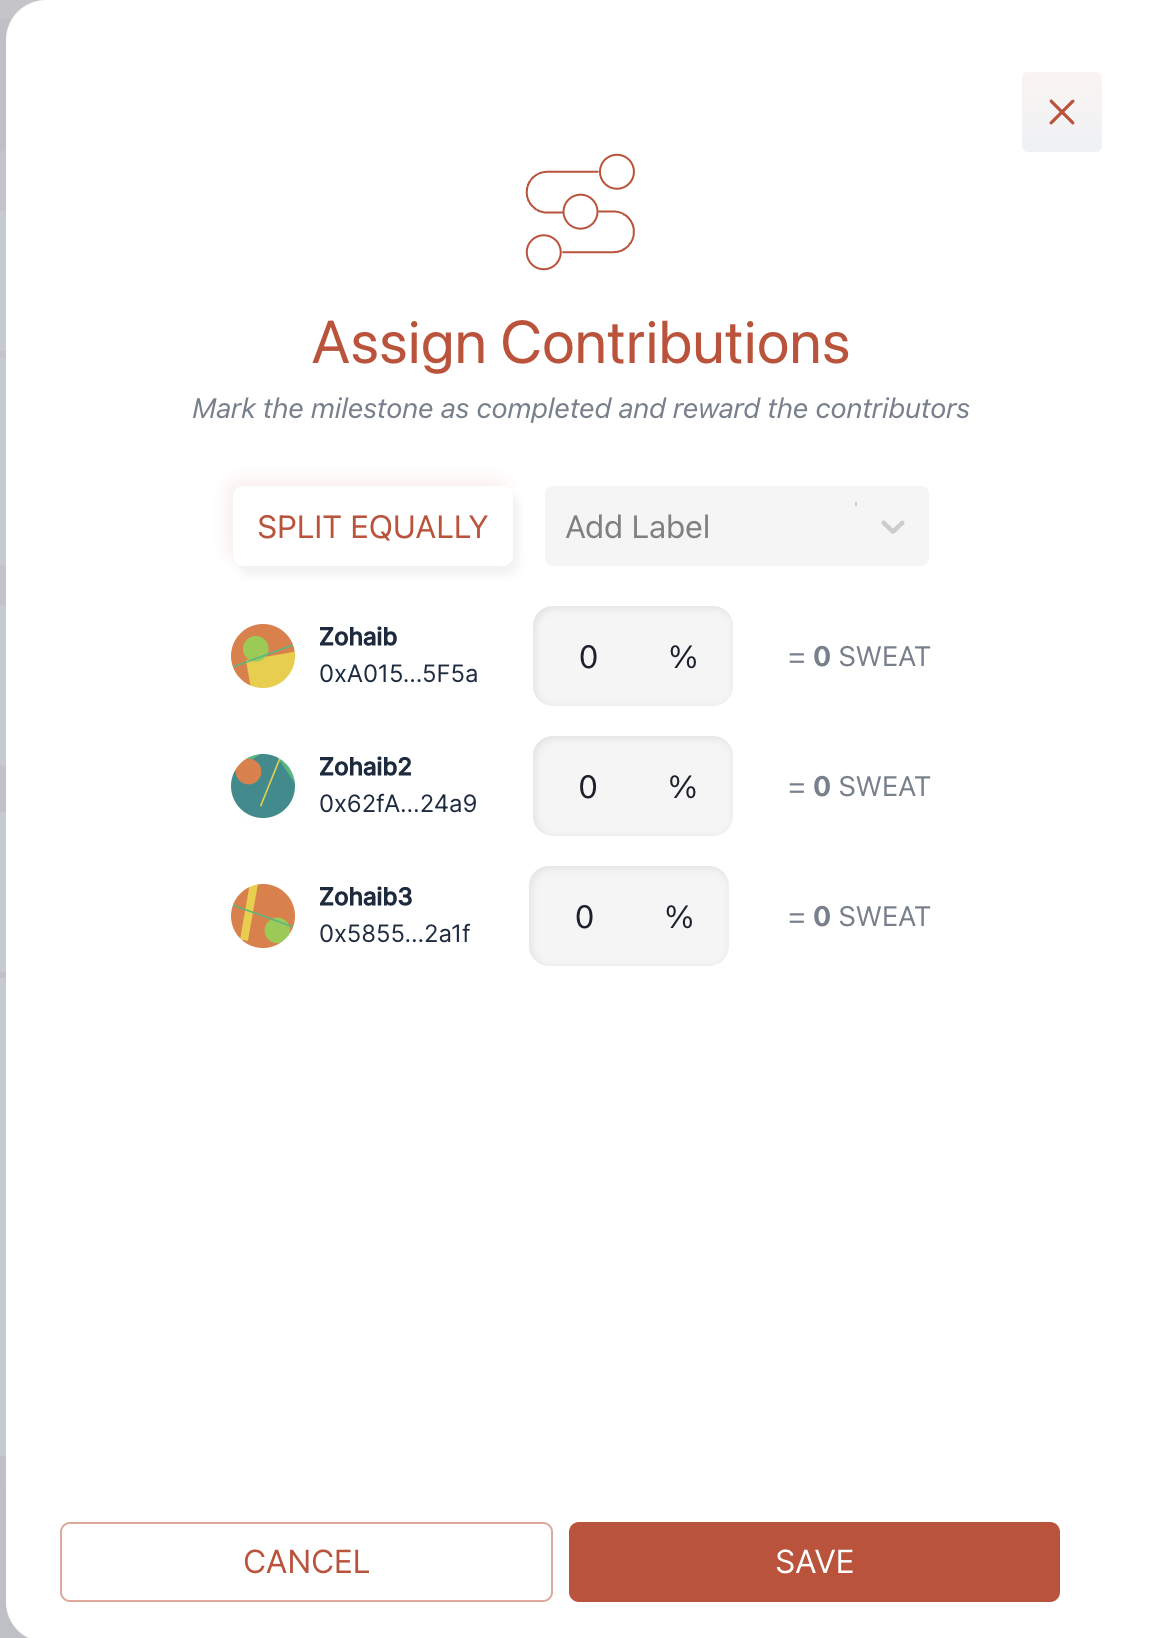 Assign Contributions
Mark the milestone as completed and reward the contributors
SPLIT EQUALLY
Add Label
Zohaib
0xA015...5F5a
0 %
= 0 SWEAT
Zohaib2
0x62fA...24a9
0 %
= 0 SWEAT
Zohaib3
0x5855...2a1f
0 %
= 0 SWEAT
CANCEL
SAVE